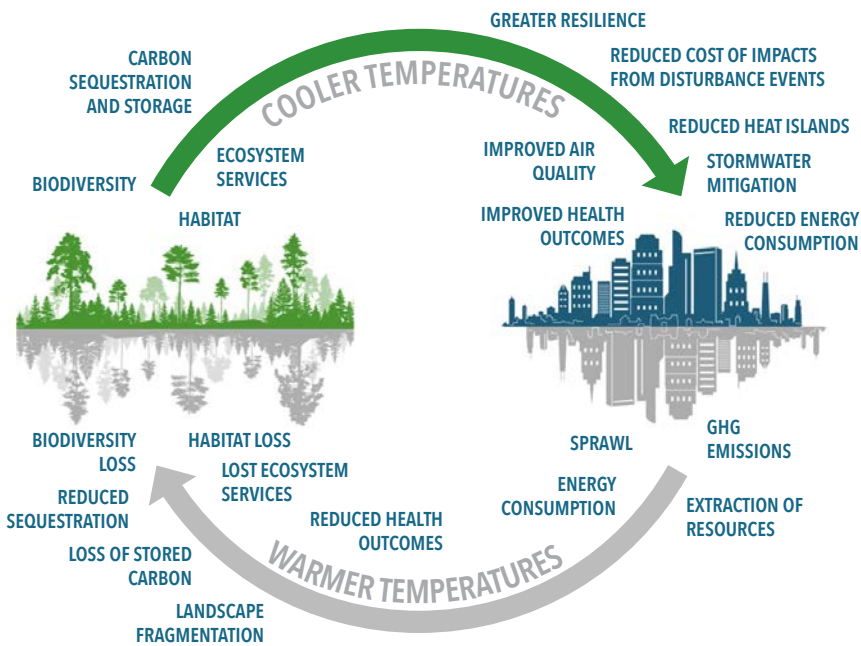 GREATER RESILIENCE
CARBON
SEQUESTRATION
AND STORAGE
REDUCED COST OF IMPACTS
FROM DISTURBANCE EVENTS
COOLER TEMPERATURES
REDUCED HEAT ISLANDS
IMPROVED AIR
QUALITY
ECOSYSTEM
SERVICES
STORMWATER
MITIGATION
BIODIVERSITY
HABITAT
IMPROVED HEALTH
OUTCOMES
REDUCED ENERGY
CONSUMPTION
BIODIVERSITY
LOSS
HABITAT LOSS
SPRAWL
GHG
EMISSIONS
LOST ECOSYSTEM
SERVICES
ENERGY
CONSUMPTION
REDUCED
SEQUESTRATION
REDUCED HEALTH
OUTCOMES
EXTRACTION OF
RESOURCES
LOSS OF STORED
CARBON
WARMER TEMPERATURES
LANDSCAPE
FRAGMENTATION